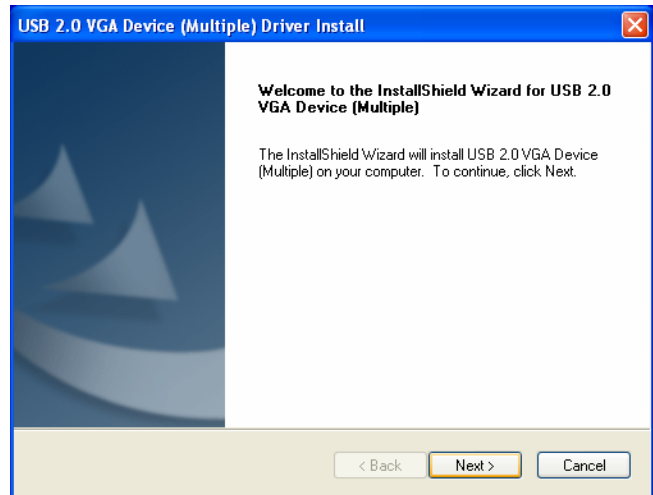 USB 2.0 VGA Device (Multiple) Driver Install
Welcome to the InstallShield Wizard for USB 2.0
VGA Device (Multiple)
The InstallShield Wizard will install USB 2.0 VGA Device
(Multiple) on your computer. To continue, click Next.
< Back Next > Cancel